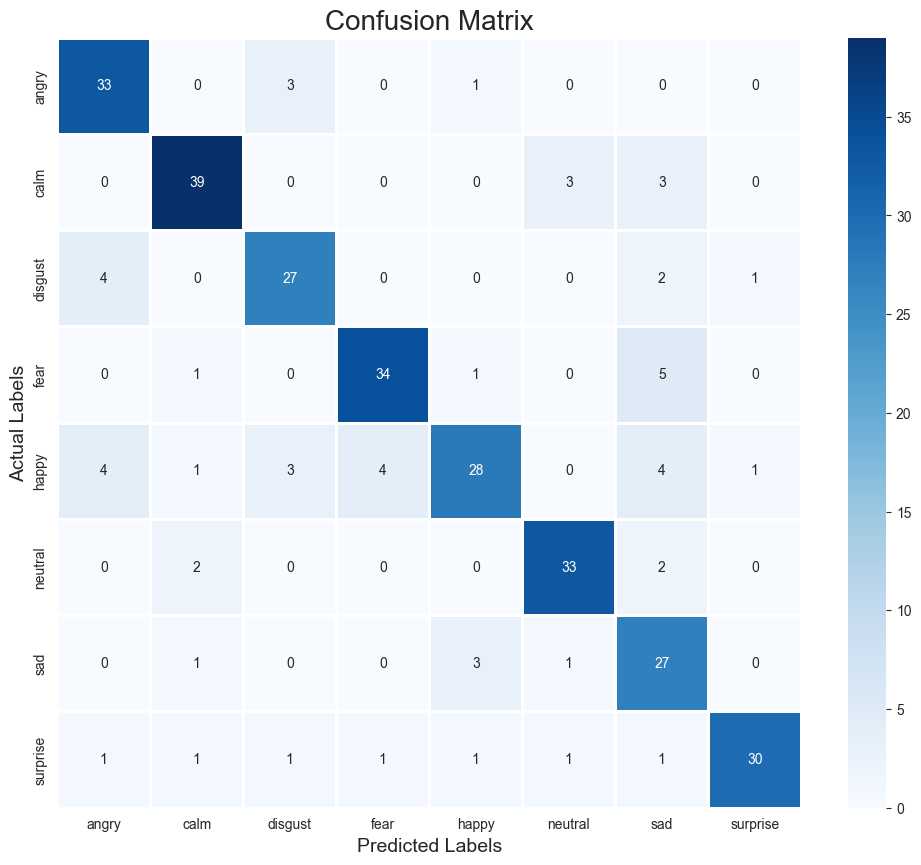 Confusion Matrix
angry 33 0 3 0 1 0 0 0
calm 0 39 0 0 0 3 3 0
disgust 4 0 27 0 0 0 2 1
fear 0 1 0 34 1 0 5 0
happy 4 1 3 4 28 0 4 1
neutral 0 2 0 0 0 33 2 0
sad 0 1 0 0 3 1 27 0
surprise 1 1 1 1 1 1 1 30
angry calm disgust fear happy neutral sad surprise
Actual Labels
Predicted Labels
35
30
25
20
15
10
5
0